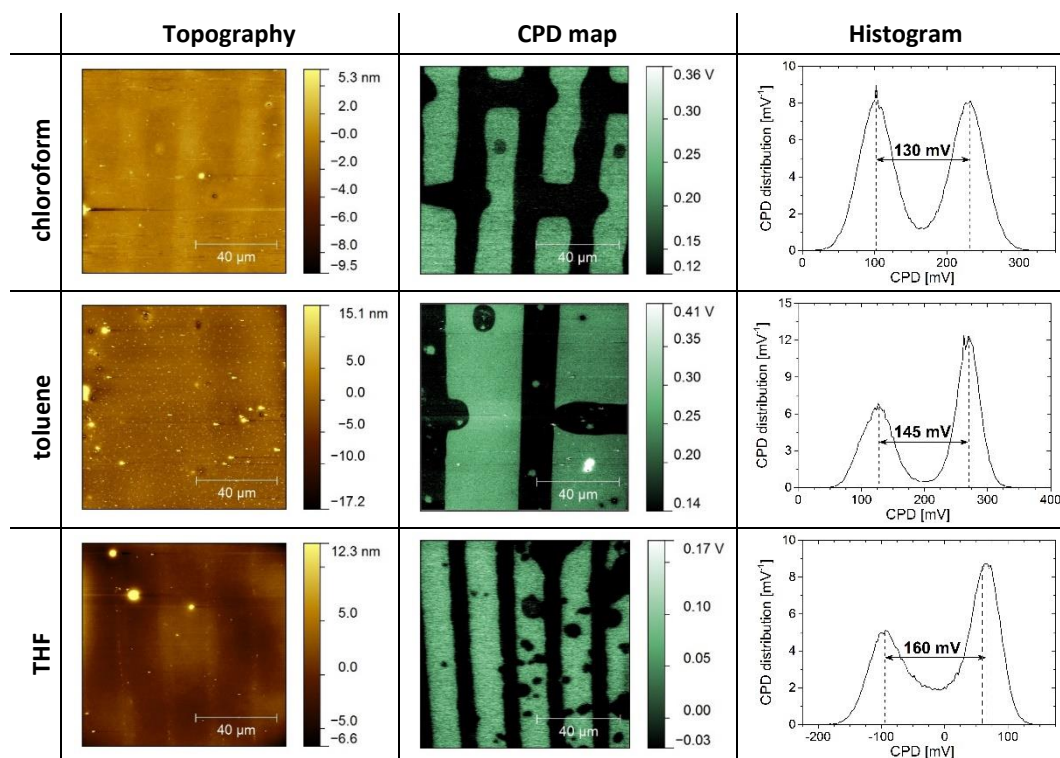 Topography CPD map Histogram
chloroform
5.3 nm
2.0
−0.0
−2.0
−4.0
−6.0
−9.0
−9.5
40 µm
0.36 V
0.30
0.26
0.20
0.15
0.12
40 µm
CPD distribution [mV⁻¹]
10
8
6
4
2
0
130 mV
0 100 200 300
CPD [mV]
toluene
15.1 nm
5.0
0.0
−5.0
−10.0
−17.2
40 µm
0.41 V
0.35
0.30
0.25
0.20
0.14
40 µm
CPD distribution [mV⁻¹]
15
12
9
6
3
0
145 mV
0 100 200 300 400
CPD [mV]
THF
12.3 nm
5.0
0.0
−5.0
−6.6
40 µm
0.17 V
0.10
0.05
0.00
−0.03
40 µm
CPD distribution [mV⁻¹]
10
8
6
4
2
0
160 mV
-200 -100 0 100
CPD [mV]